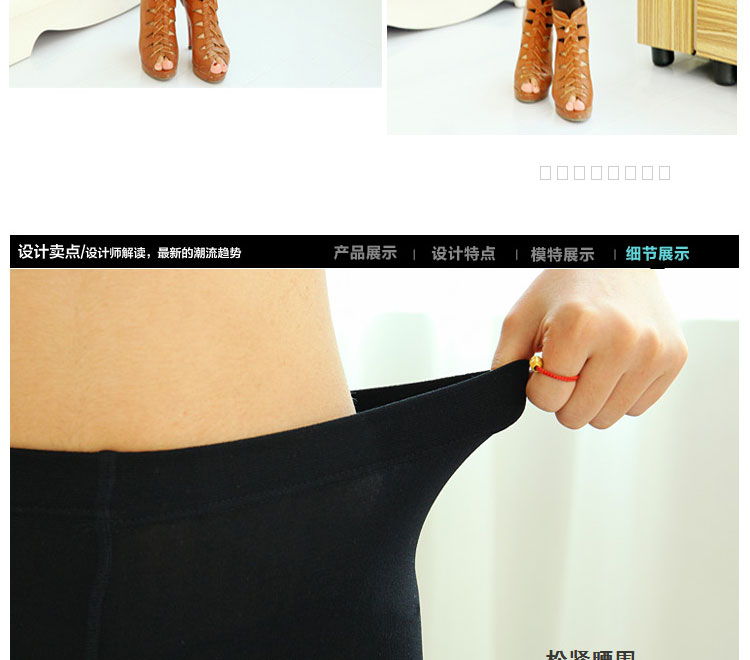 设计卖点/设计师解读，最新的潮流趋势 产品展示 | 设计特点 | 模特展示 | 细节展示